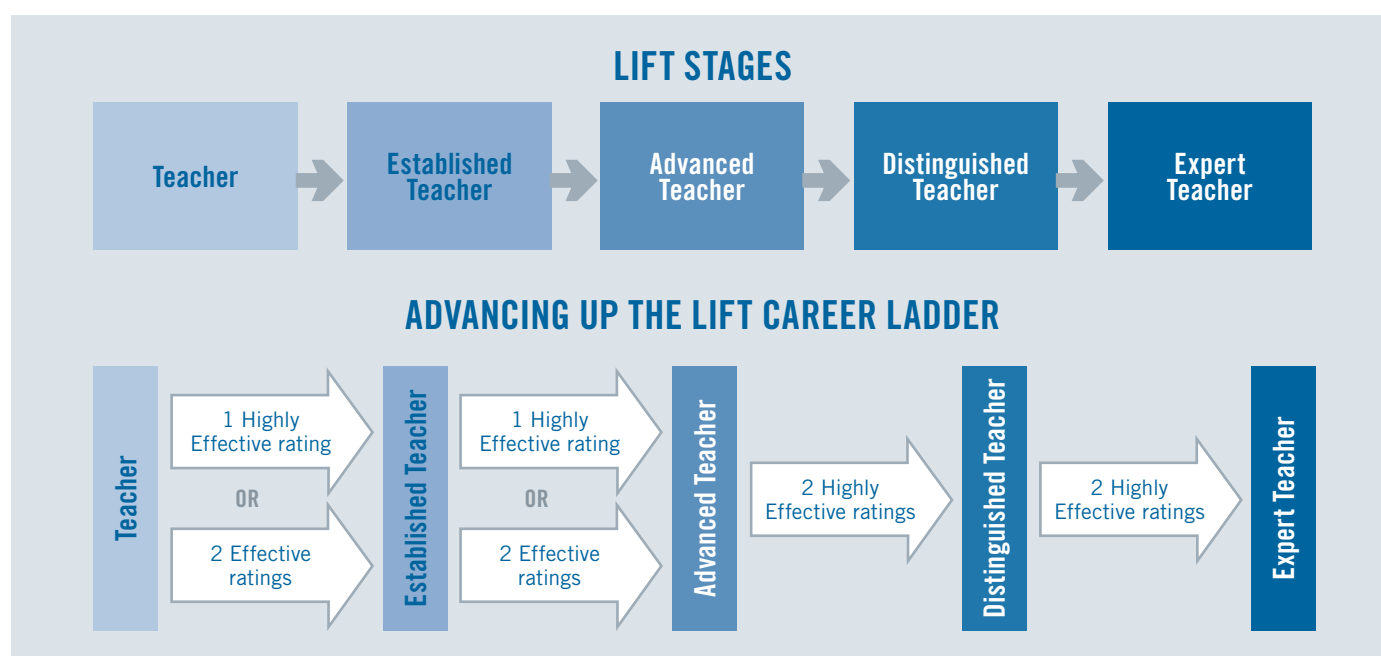 LIFT STAGES
Teacher
Established
Teacher
Advanced
Teacher
Distinguished
Teacher
Expert
Teacher
ADVANCING UP THE LIFT CAREER LADDER
Teacher
1 Highly
Effective rating
OR
2 Effective
ratings
Established Teacher
1 Highly
Effective rating
OR
2 Effective
ratings
Advanced Teacher
2 Highly
Effective ratings
Distinguished Teacher
2 Highly
Effective ratings
Expert Teacher